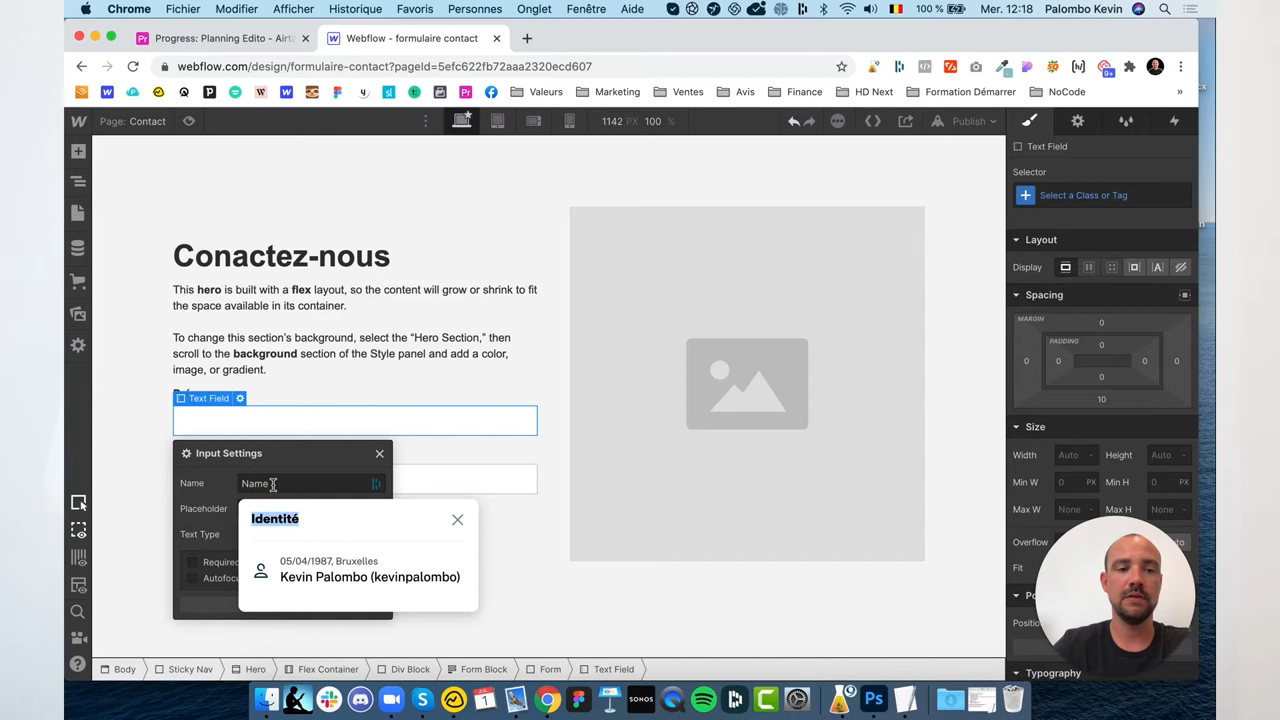 Chrome Fichier Modifier Afficher Historique Favoris Personnes Onglet Fenêtre Aide 100 % Mer. 12:18 Palombo Kevin
Progress: Planning Edito - Airta
Webflow - formulaire contact
webflow.com/design/formulaire-contact?pageId=5efc622fb72aaa2320ecd607
9+
Valeurs Marketing Ventes Avis Finance HD Next Formation Démarrer NoCode »
Page: Contact 1142 PX 100 % Publish
Text Field
Selector
Select a Class or Tag
Layout
Display
Spacing
MARGIN
0
PADDING
0
0 0 0 0
0
10
Size
Width Auto Height Auto
Min W 0 PX Min H 0 PX
Max W None Max H None
Overflow
Fit
Typography
Conactez-nous
This hero is built with a flex layout, so the content will grow or shrink to fit
the space available in its container.
To change this section's background, select the “Hero Section,” then
scroll to the background section of the Style panel and add a color,
image, or gradient.
Text Field
Input Settings
Name Name
Placeholder
Text Type
Required
Identité
05/04/1987, Bruxelles
Kevin Palombo (kevinpalombo)
Body Sticky Nav Hero Flex Container Div Block Form Form Text Field
SONOS